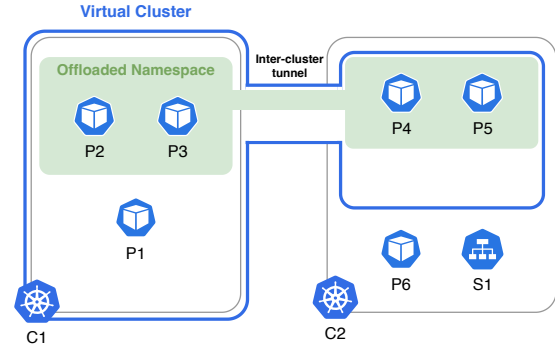 Virtual Cluster
Offloaded Namespace
Inter-cluster
tunnel
P2
P3
P4
P5
P1
P6
S1
C1
C2